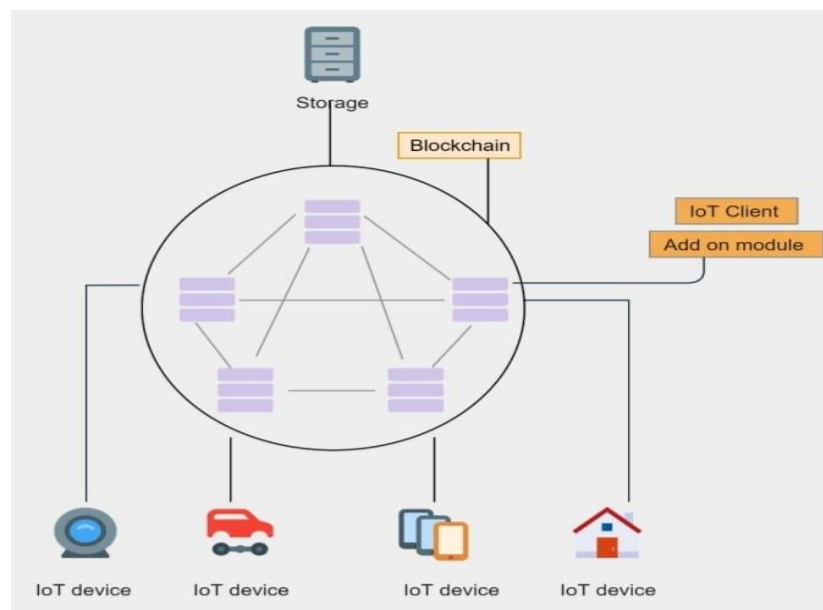 Storage
Blockchain
IoT Client
Add on module
IoT device
IoT device
IoT device
IoT device